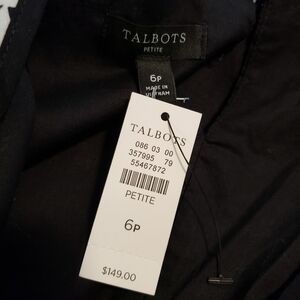 TALBOTS
PETITE
6P
MADE IN
VIETNAM
TALBOTS
086 03 00
357995 79
55467872
PETITE
6P
$149.00